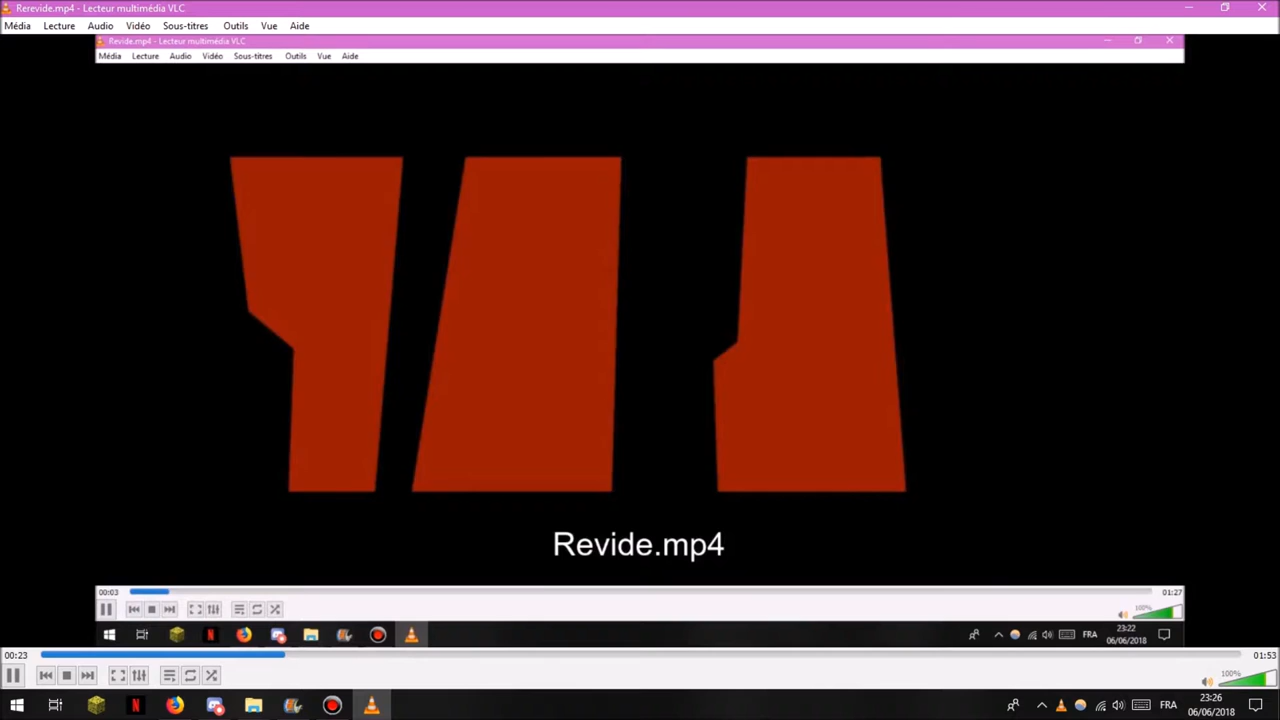 Rerevide.mp4 - Lecteur multimédia VLC
Média Lecture Audio Vidéo Sous-titres Outils Vue Aide
Revide.mp4 - Lecteur multimédia VLC
Média Lecture Audio Vidéo Sous-titres Outils Vue Aide
Revide.mp4
00:03 01:27
100%
FRA 23:22
06/06/2018
00:23 01:53
100%
FRA 23:26
06/06/2018